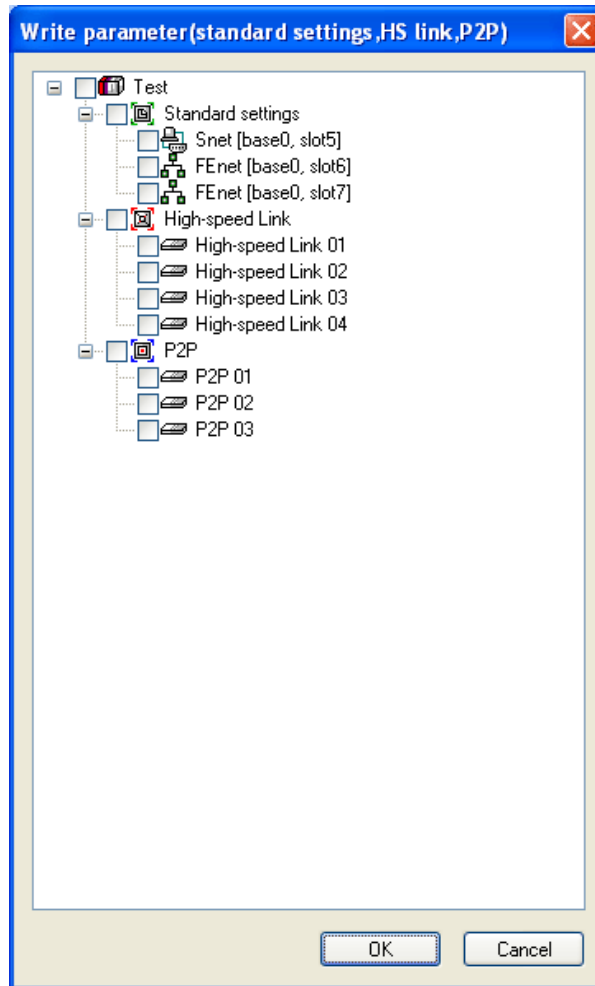 Write parameter(standard settings,HS link,P2P)
Test
Standard settings
Snet [base0, slot5]
FEnet [base0, slot6]
FEnet [base0, slot7]
High-speed Link
High-speed Link 01
High-speed Link 02
High-speed Link 03
High-speed Link 04
P2P
P2P 01
P2P 02
P2P 03
OK Cancel